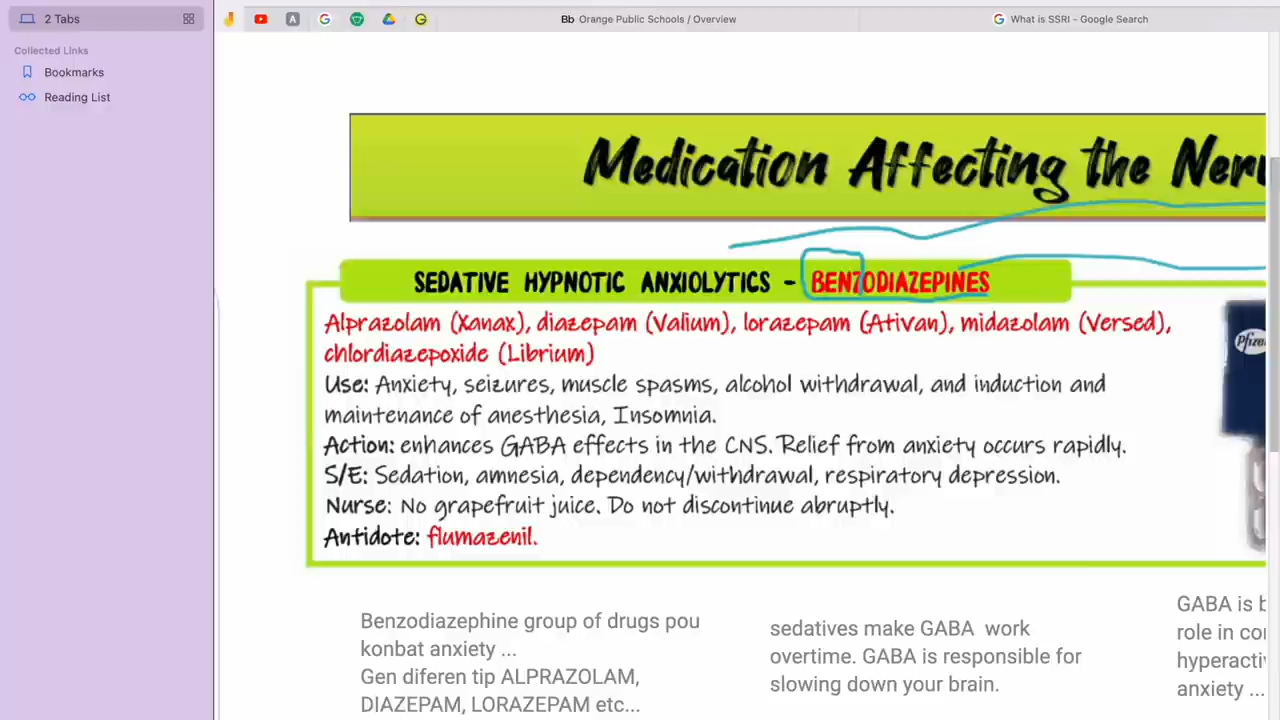 2 Tabs
Collected Links
Bookmarks
Reading List
A
G
Bb Orange Public Schools / Overview
G What is SSRI - Google Search
Medication Affecting the
SEDATIVE HYPNOTIC ANXIOLYTICS - BENZODIAZEPINES
Alprazolam (Xanax), diazepam (Valium), lorazepam (Ativan), midazolam (Versed),
chlordiazepoxide (Librium)
Use: Anxiety, seizures, muscle spasms, alcohol withdrawal, and induction and
maintenance of anesthesia, Insomnia.
Action: enhances GABA effects in the CNS. Relief from anxiety occurs rapidly.
S/E: Sedation, amnesia, dependency/withdrawal, respiratory depression.
Nurse: No grapefruit juice. Do not discontinue abruptly.
Antidote: flumazenil.
Benzodiazephine group of drugs pou
konbat anxiety ...
Gen diferen tip ALPRAZOLAM,
DIAZEPAM, LORAZEPAM etc...
sedatives make GABA work
overtime. GABA is responsible for
slowing down your brain.
GABA is
role in
anxiety ...